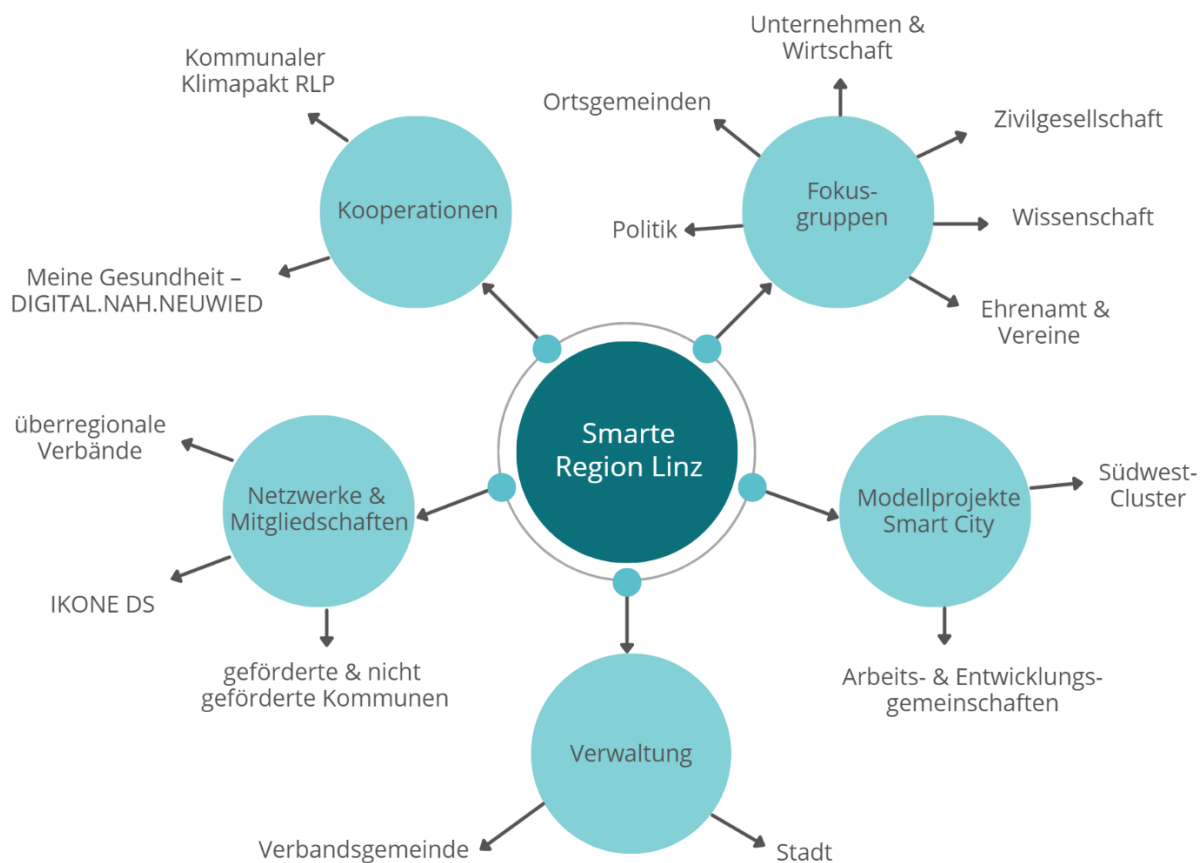 Kommunaler
Klimapakt RLP
Kooperationen
Meine Gesundheit –
DIGITAL.NAH.NEUWIED
Unternehmen &
Wirtschaft
Ortsgemeinden
Zivilgesellschaft
Fokus-
gruppen
Politik
Wissenschaft
Ehrenamt &
Vereine
Smarte
Region Linz
überregionale
Verbände
Netzwerke &
Mitgliedschaften
IKONE DS
geförderte & nicht
geförderte Kommunen
Modellprojekte
Smart City
Südwest-
Cluster
Arbeits- & Entwicklungs-
gemeinschaften
Verwaltung
Verbandsgemeinde
Stadt